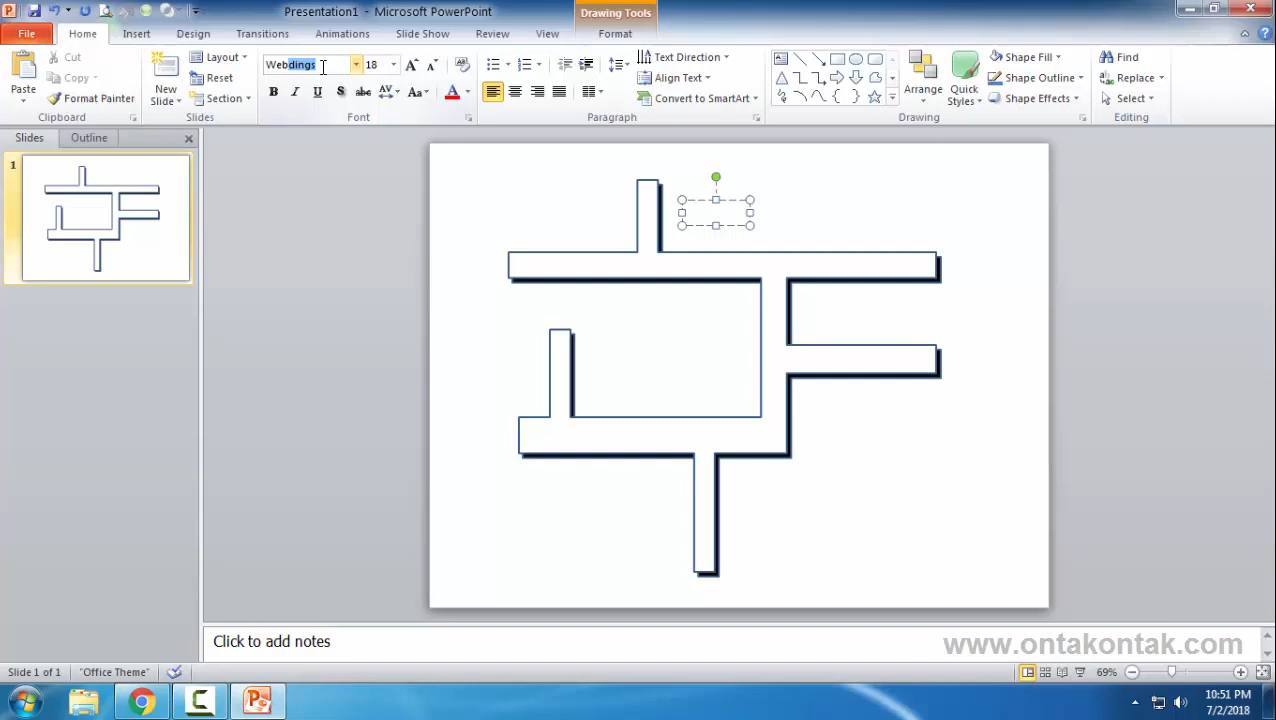 Presentation1 - Microsoft PowerPoint
Drawing Tools
File Home Insert Design Transitions Animations Slide Show Review View Format
Paste
Cut
Copy
Format Painter
Clipboard
New
Slide
Layout
Reset
Section
Slides
Webdings 18
B I U S abc AV Aa A
Font
Text Direction
Align Text
Convert to SmartArt
Paragraph
Arrange
Quick
Styles
Shape Fill
Shape Outline
Shape Effects
Drawing
Find
Replace
Select
Editing
Slides Outline
1
Click to add notes
www.ontakontak.com
Slide 1 of 1 "Office Theme" 69%
10:51 PM
7/2/2018